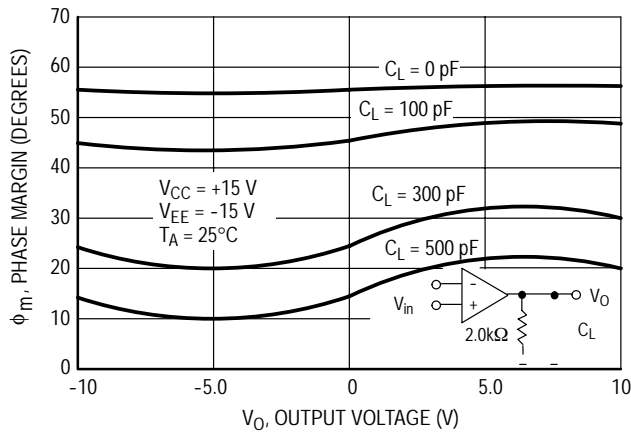 ϕm, PHASE MARGIN (DEGREES)
70
60
50
40
30
20
10
0
CL = 0 pF
CL = 100 pF
CL = 300 pF
CL = 500 pF
VCC = +15 V
VEE = -15 V
TA = 25°C
Vin
-
+
VO
2.0kΩ
CL
-10
-5.0
0
5.0
10
VO, OUTPUT VOLTAGE (V)